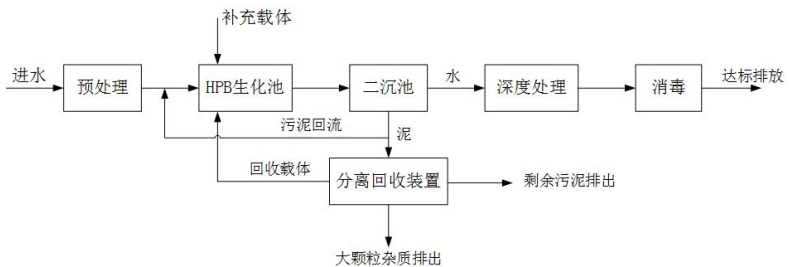 补充载体
进水
预处理
HPB生化池
二沉池
水
深度处理
消毒
达标排放
污泥回流
泥
回收载体
分离回收装置
剩余污泥排出
大颗粒杂质排出